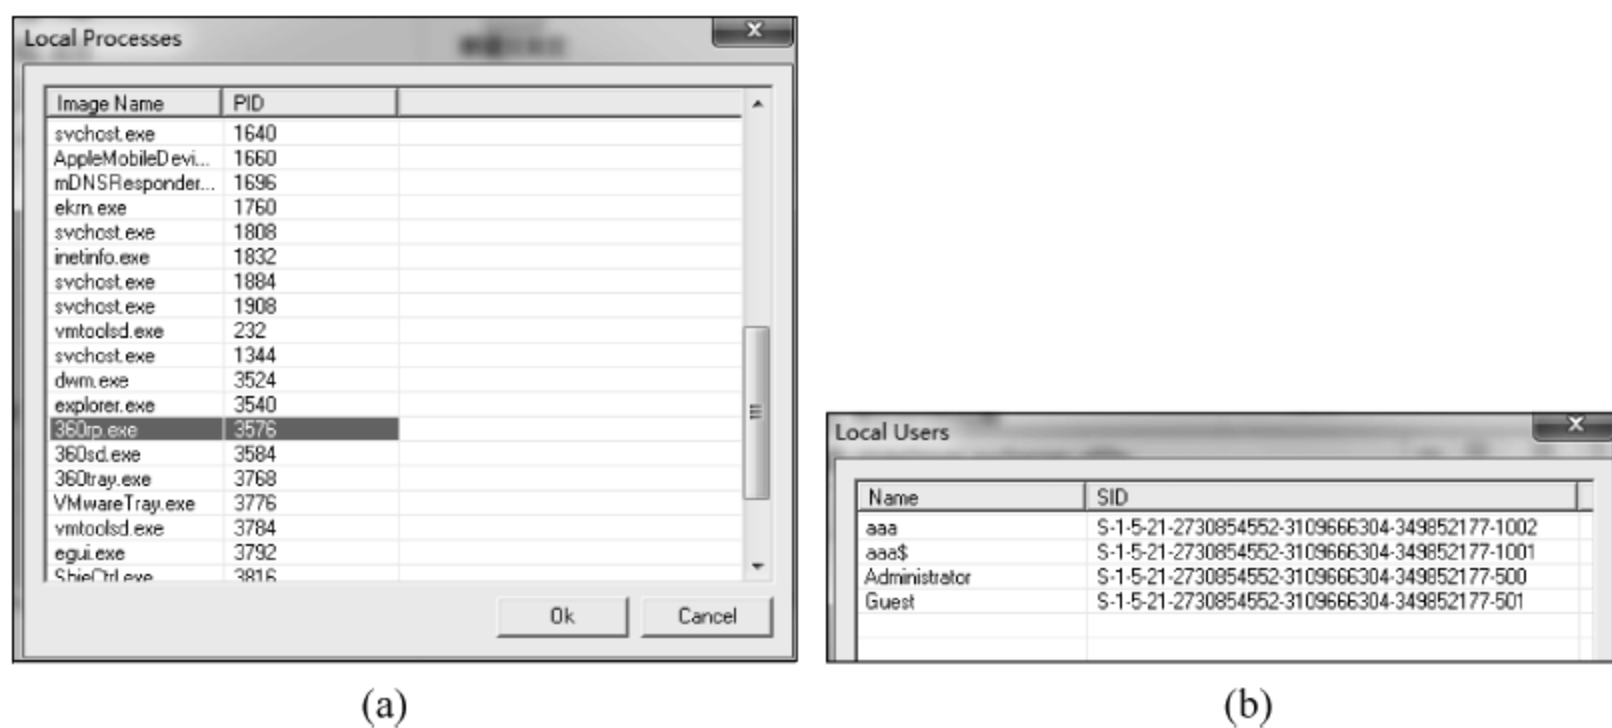 Local Processes
Image Name PID
svchost.exe 1640
AppleMobileDevi... 1660
mDNSResponder... 1696
ekrn.exe 1760
svchost.exe 1808
inetinfo.exe 1832
svchost.exe 1884
svchost.exe 1908
vmtoolsd.exe 232
svchost.exe 1344
dwm.exe 3524
explorer.exe 3540
360rp.exe 3576
360sd.exe 3584
360tray.exe 3768
VMwareTray.exe 3776
vmtoolsd.exe 3784
egui.exe 3792
SbieCtrl.exe 3816
Ok Cancel
(a)
Local Users
Name SID
aaa S-1-5-21-2730854552-3109666304-349852177-1002
aaa$ S-1-5-21-2730854552-3109666304-349852177-1001
Administrator S-1-5-21-2730854552-3109666304-349852177-500
Guest S-1-5-21-2730854552-3109666304-349852177-501
(b)